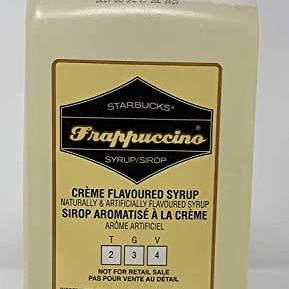 STARBUCKS®
Frappuccino®
SYRUP/SIROP
CRÈME FLAVOURED SYRUP
NATURALLY & ARTIFICIALLY FLAVOURED SYRUP
SIROP AROMATISÉ À LA CRÈME
ARÔME ARTIFICIEL
T G V
2 3 4
NOT FOR RETAIL SALE
PAS POUR VENTE AU DÉTAIL